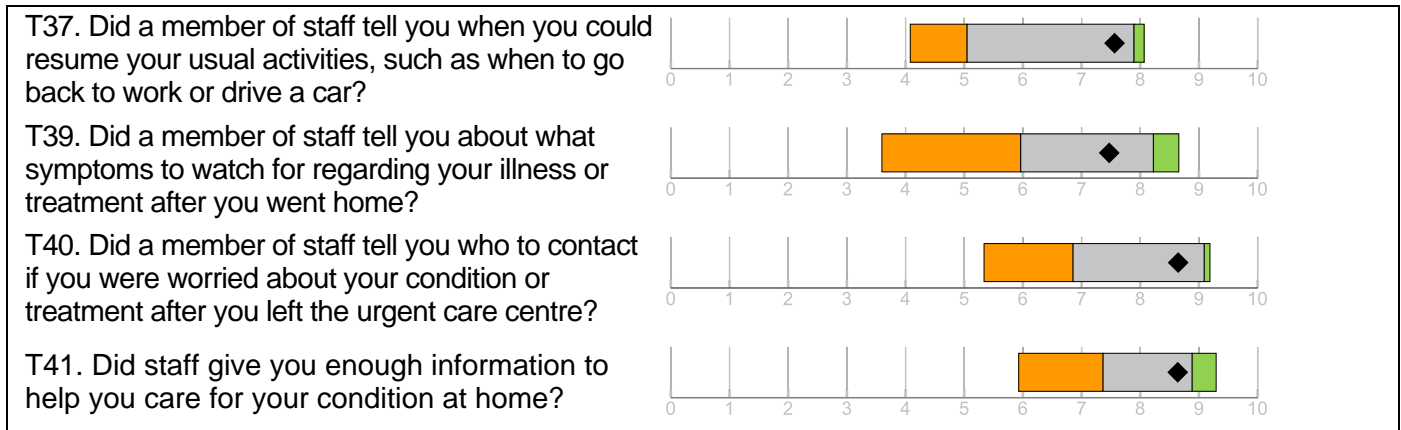 T37. Did a member of staff tell you when you could
resume your usual activities, such as when to go
back to work or drive a car?
0 1 2 3 4 5 6 7 8 9 10
T39. Did a member of staff tell you about what
symptoms to watch for regarding your illness or
treatment after you went home?
0 1 2 3 4 5 6 7 8 9 10
T40. Did a member of staff tell you who to contact
if you were worried about your condition or
treatment after you left the urgent care centre?
0 1 2 3 4 5 6 7 8 9 10
T41. Did staff give you enough information to
help you care for your condition at home?
0 1 2 3 4 5 6 7 8 9 10